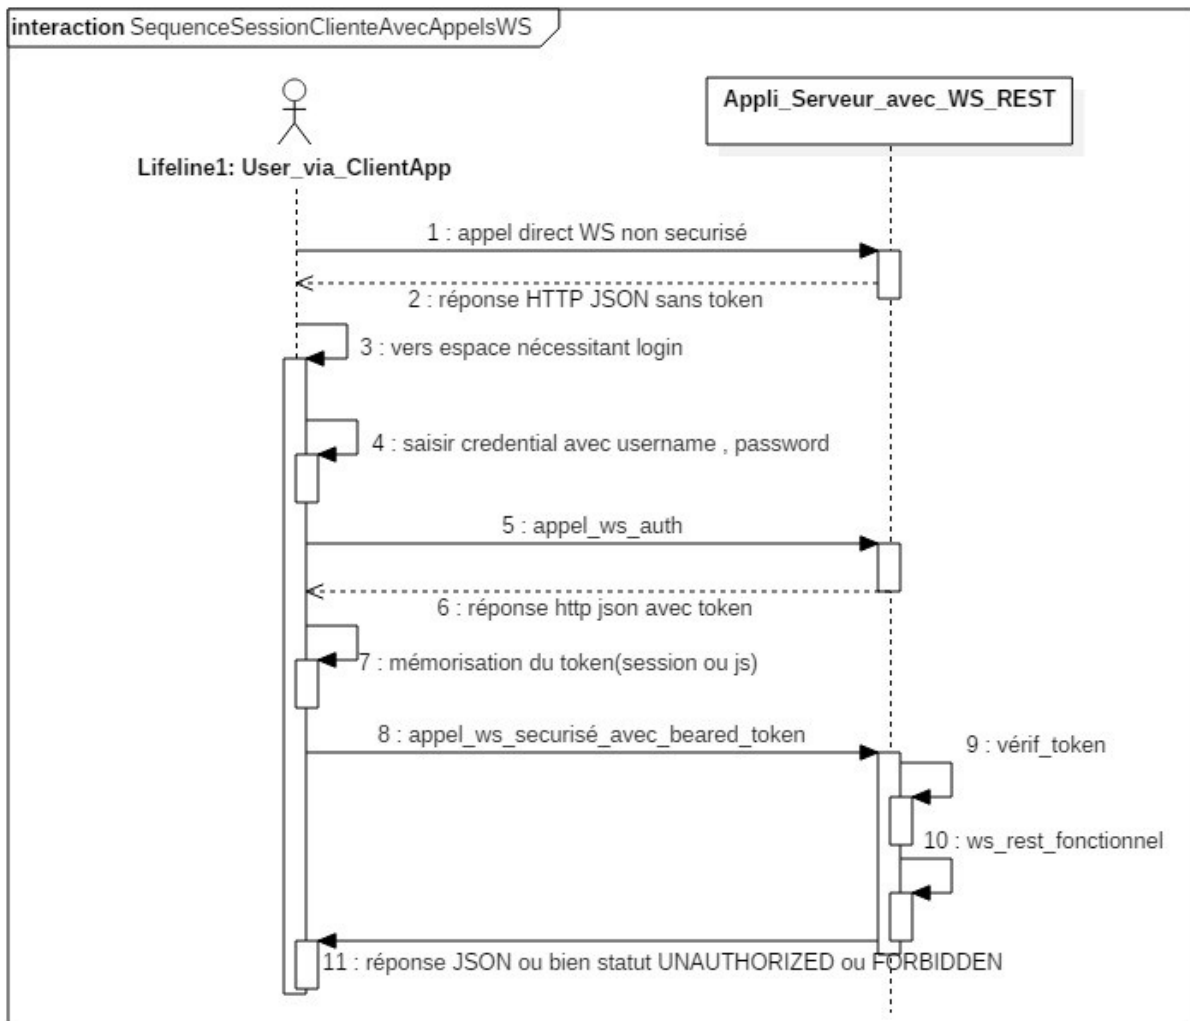 interaction SequenceSessionClienteAvecAppelsWS
Appli_Serveur_avec_WS_REST
Lifeline1: User_via_ClientApp
1 : appel direct WS non securisé
2 : réponse HTTP JSON sans token
3 : vers espace nécessitant login
4 : saisir credential avec username , password
5 : appel_ws_auth
6 : réponse http json avec token
7 : mémorisation du token(session ou js)
8 : appel_ws_securisé_avec_beared_token
9 : vérif_token
10 : ws_rest_fonctionnel
11 : réponse JSON ou bien statut UNAUTHORIZED ou FORBIDDEN